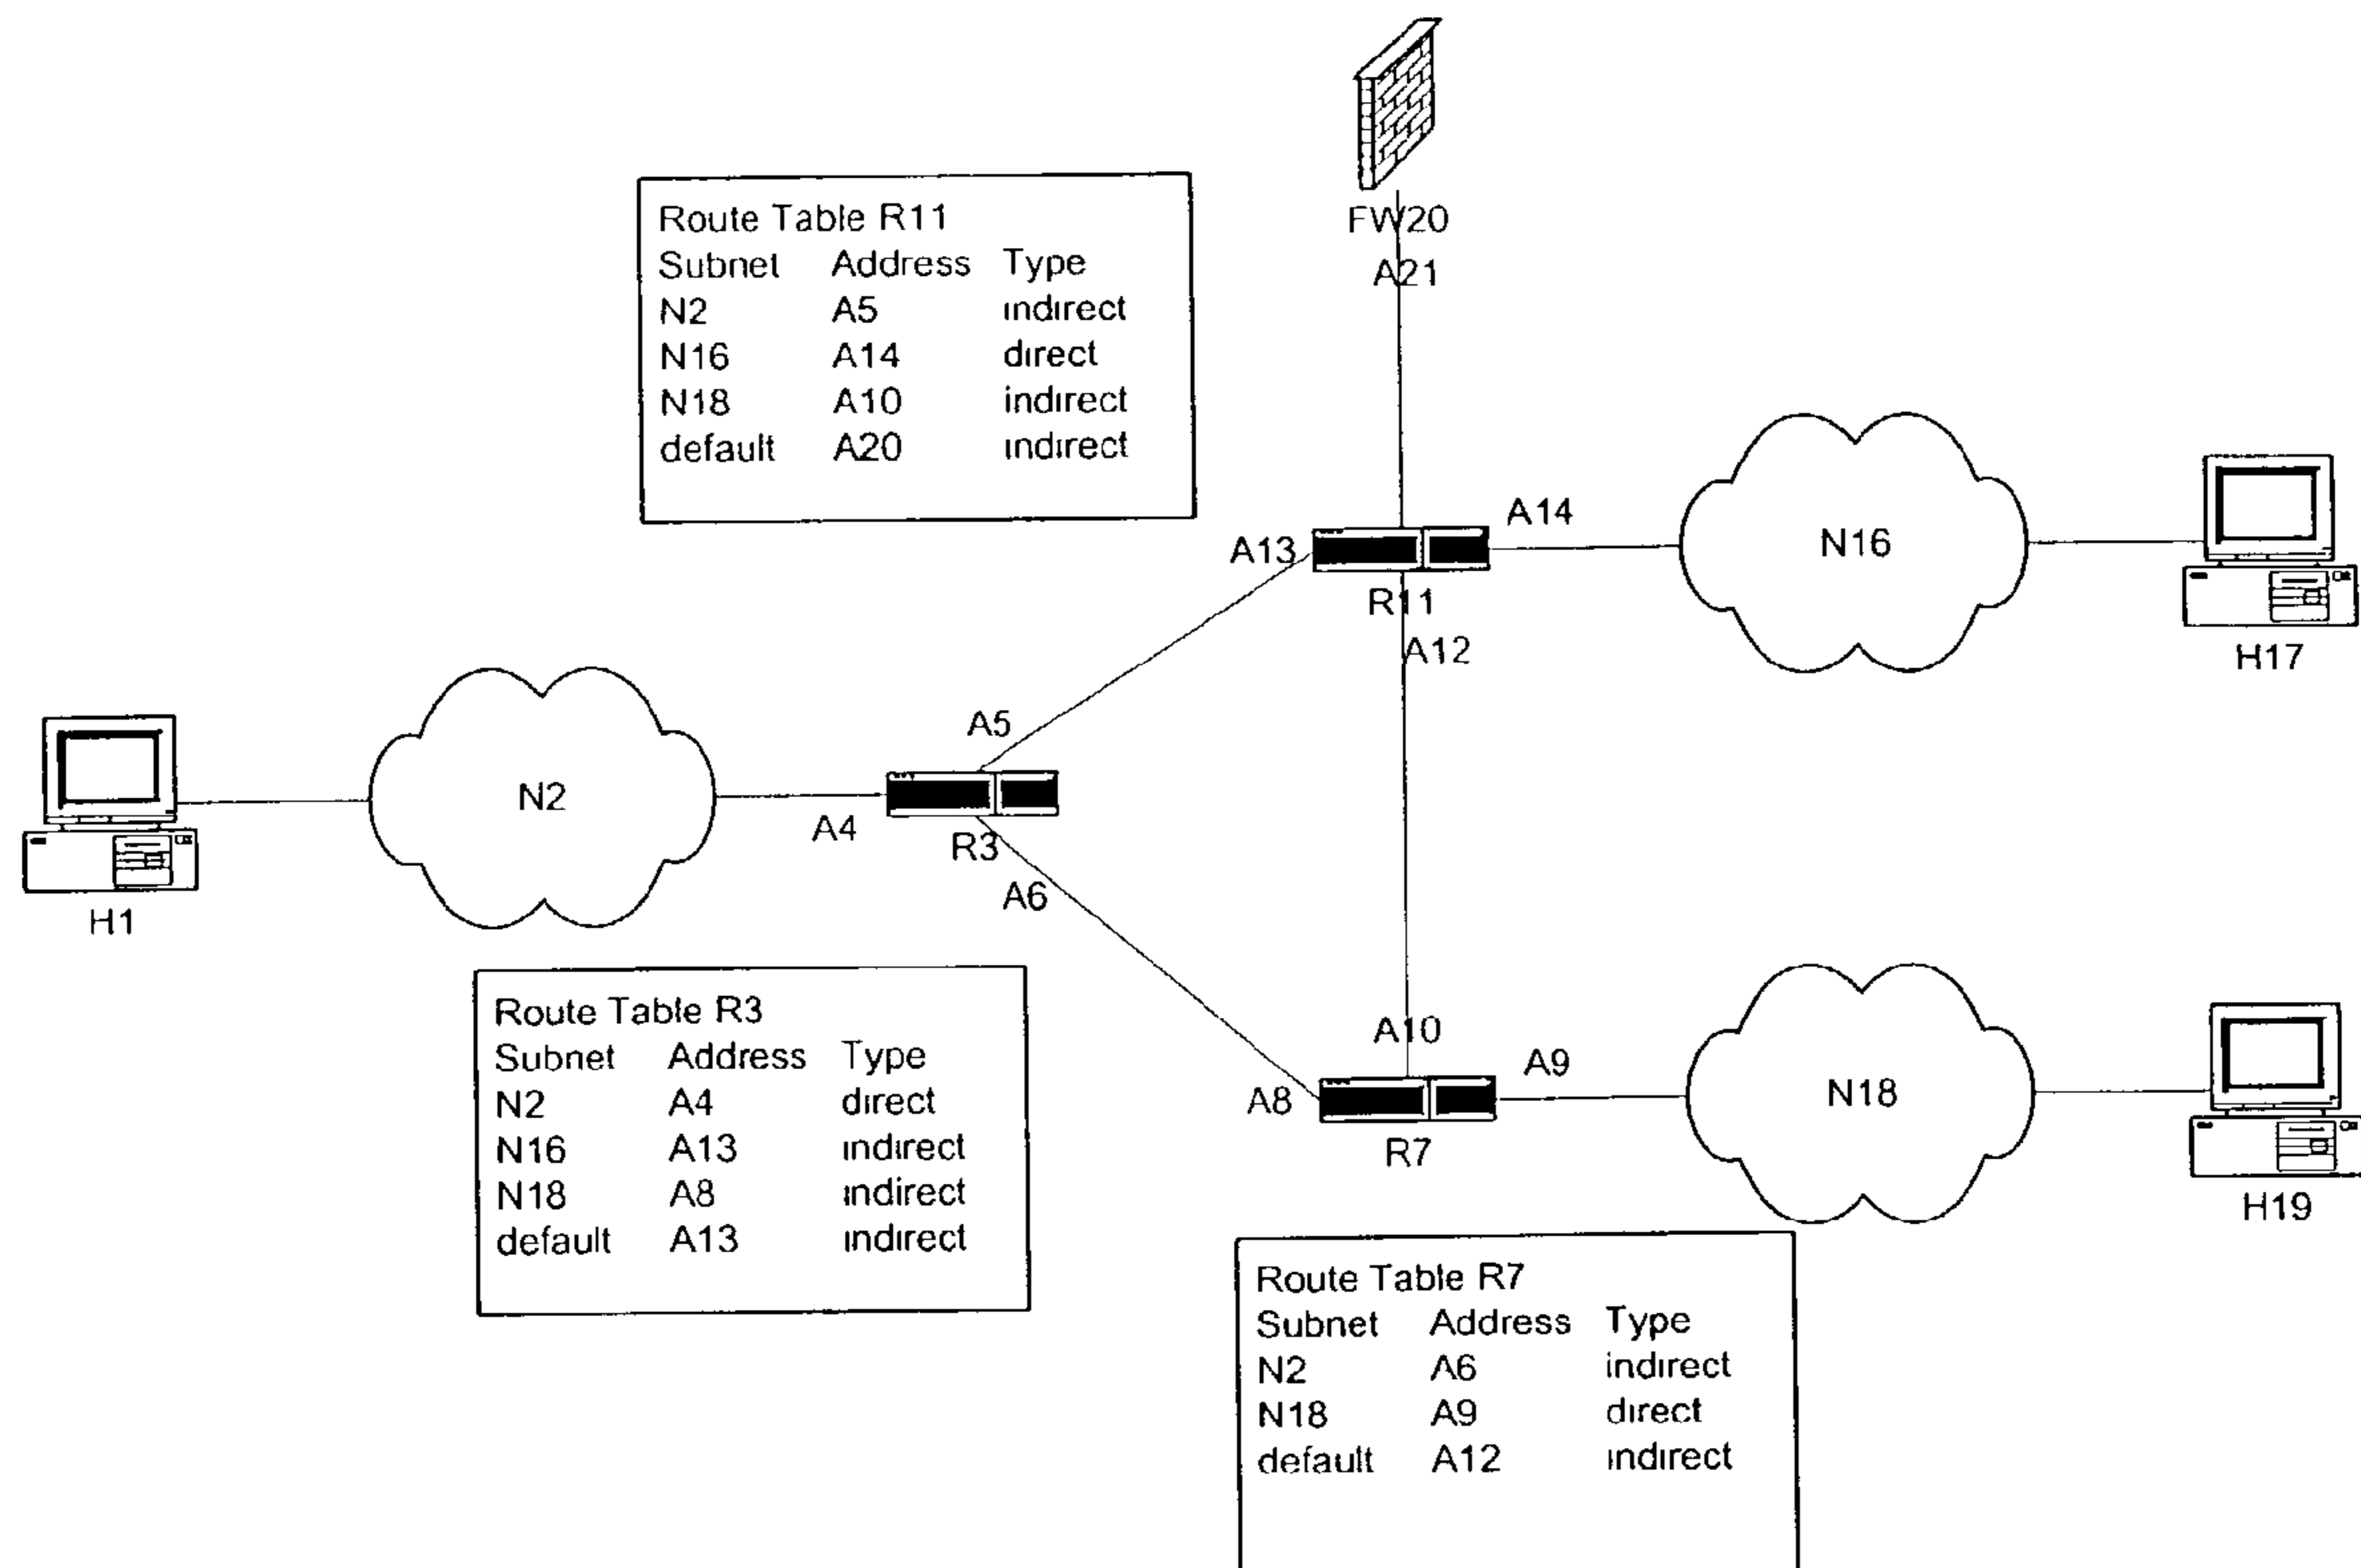 FW20
A21
Route Table R11
Subnet Address Type
N2 A5 indirect
N16 A14 direct
N18 A10 indirect
default A20 indirect
A13
A14
R11
A12
N16
H17
H1
N2
A4
A5
R3
A6
Route Table R3
Subnet Address Type
N2 A4 direct
N16 A13 indirect
N18 A8 indirect
default A13 indirect
A10
A8
A9
R7
N18
H19
Route Table R7
Subnet Address Type
N2 A6 indirect
N18 A9 direct
default A12 indirect